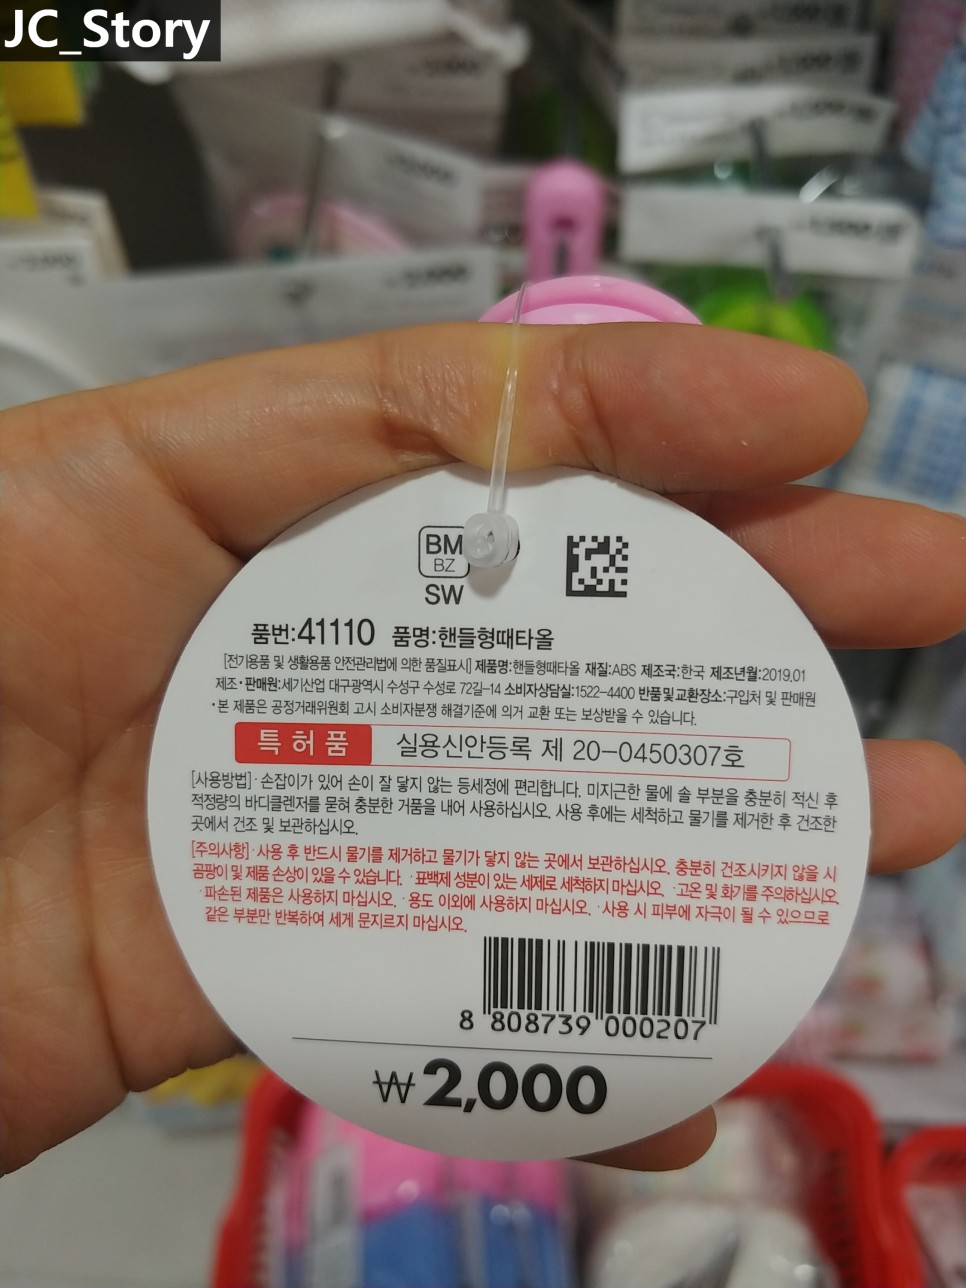 JC_Story
BM
BZ
SW
품번:41110 품명:핸들형때타올
[전기용품 및 생활용품 안전관리법에 의한 품질표시] 제품명:핸들형때타올 재질:ABS 제조국:한국 제조년월:2019.01
제조·판매원:세기산업 대구광역시 수성구 수성로 72길-14 소비자상담실:1522-4400 반품 및 교환장소:구입처 및 판매원
·본 제품은 공정거래위원회 고시 소비자분쟁 해결기준에 의거 교환 또는 보상받을 수 있습니다.
특허품 실용신안등록 제 20-0450307호
[사용방법]·손잡이가 있어 손이 잘 닿지 않는 등세정에 편리합니다. 미지근한 물에 솔 부분을 충분히 적신 후
적정량의 바디클렌저를 묻혀 충분한 거품을 내어 사용하십시오. 사용 후에는 세척하고 물기를 제거한 후 건조한
곳에서 건조 및 보관하십시오.
[주의사항]·사용 후 반드시 물기를 제거하고 물기가 닿지 않는 곳에서 보관하십시오. 충분히 건조시키지 않을 시
곰팡이 및 제품 손상이 있을 수 있습니다. ·표백제 성분이 있는 세제로 세척하지 마십시오. ·고온 및 화기를 주의하십시오.
·파손된 제품은 사용하지 마십시오. ·용도 이외에 사용하지 마십시오. ·사용 시 피부에 자극이 될 수 있으므로
같은 부분만 반복하여 세게 문지르지 마십시오.
8 808739 000207
₩2,000